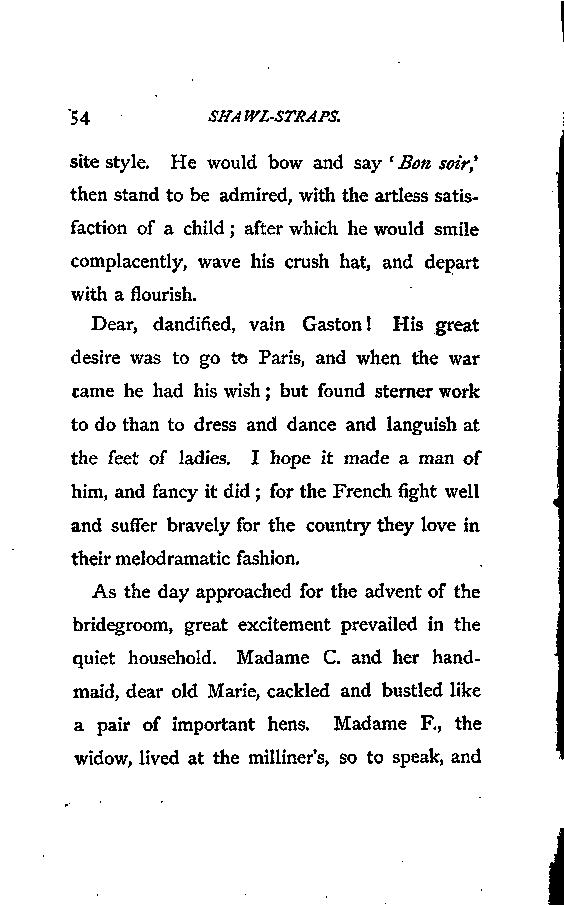 54 SHAWL-STRAPS.
site style. He would bow and say ‘Bon soir,’
then stand to be admired, with the artless satis-
faction of a child ; after which he would smile
complacently, wave his crush hat, and depart
with a flourish.
Dear, dandified, vain Gaston! His great
desire was to go to Paris, and when the war
came he had his wish ; but found sterner work
to do than to dress and dance and languish at
the feet of ladies. I hope it made a man of
him, and fancy it did ; for the French fight well
and suffer bravely for the country they love in
their melodramatic fashion.
As the day approached for the advent of the
bridegroom, great excitement prevailed in the
quiet household. Madame C. and her hand-
maid, dear old Marie, cackled and bustled like
a pair of important hens. Madame F., the
widow, lived at the milliner’s, so to speak, and